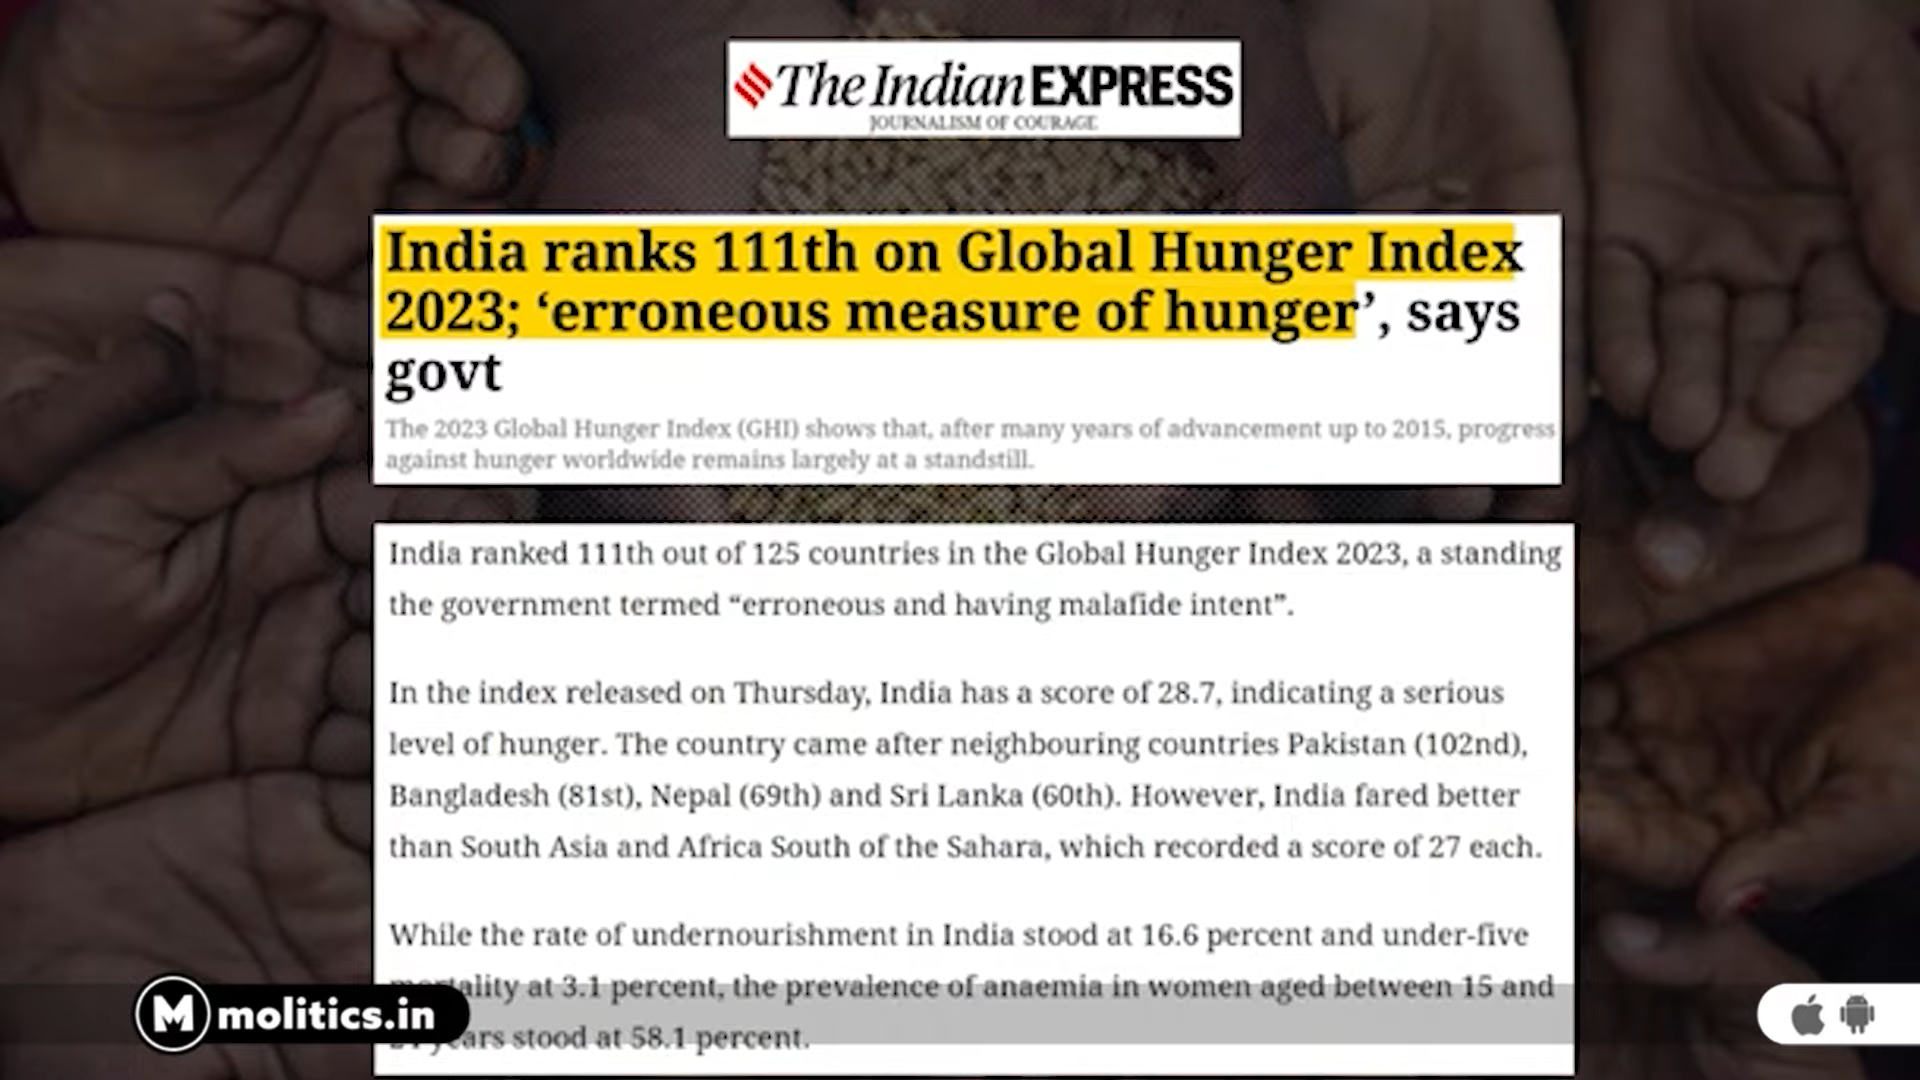 The Indian EXPRESS
JOURNALISM OF COURAGE
India ranks 111th on Global Hunger Index
2023; ‘erroneous measure of hunger’, says
govt
The 2023 Global Hunger Index (GHI) shows that, after many years of advancement up to 2015, progress
against hunger worldwide remains largely at a standstill.
India ranked 111th out of 125 countries in the Global Hunger Index 2023, a standing
the government termed “erroneous and having malafide intent”.
In the index released on Thursday, India has a score of 28.7, indicating a serious
level of hunger. The country came after neighbouring countries Pakistan (102nd),
Bangladesh (81st), Nepal (69th) and Sri Lanka (60th). However, India fared better
than South Asia and Africa South of the Sahara, which recorded a score of 27 each.
While the rate of undernourishment in India stood at 16.6 percent and under-five
mortality at 3.1 percent, the prevalence of anaemia in women aged between 15 and
years stood at 58.1 percent.
M molitics.in